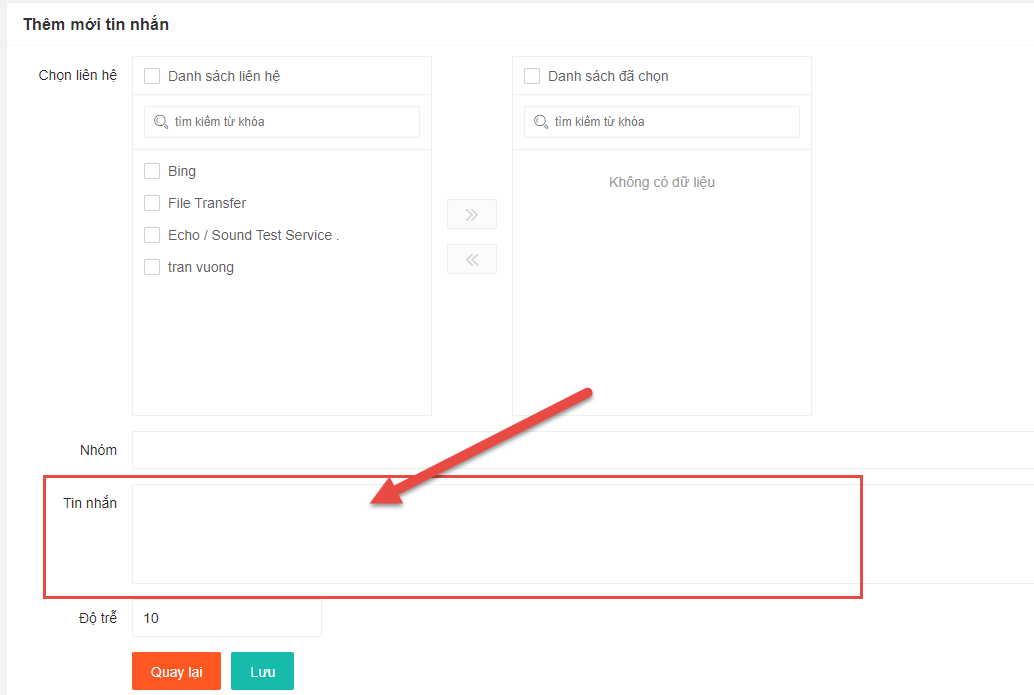 Thêm mới tin nhắn
Chọn liên hệ
Danh sách liên hệ
tìm kiếm từ khóa
Bing
File Transfer
Echo / Sound Test Service .
tran vuong
Danh sách đã chọn
tìm kiếm từ khóa
Không có dữ liệu
Nhóm
Tin nhắn
Độ trễ 10
Quay lại Lưu